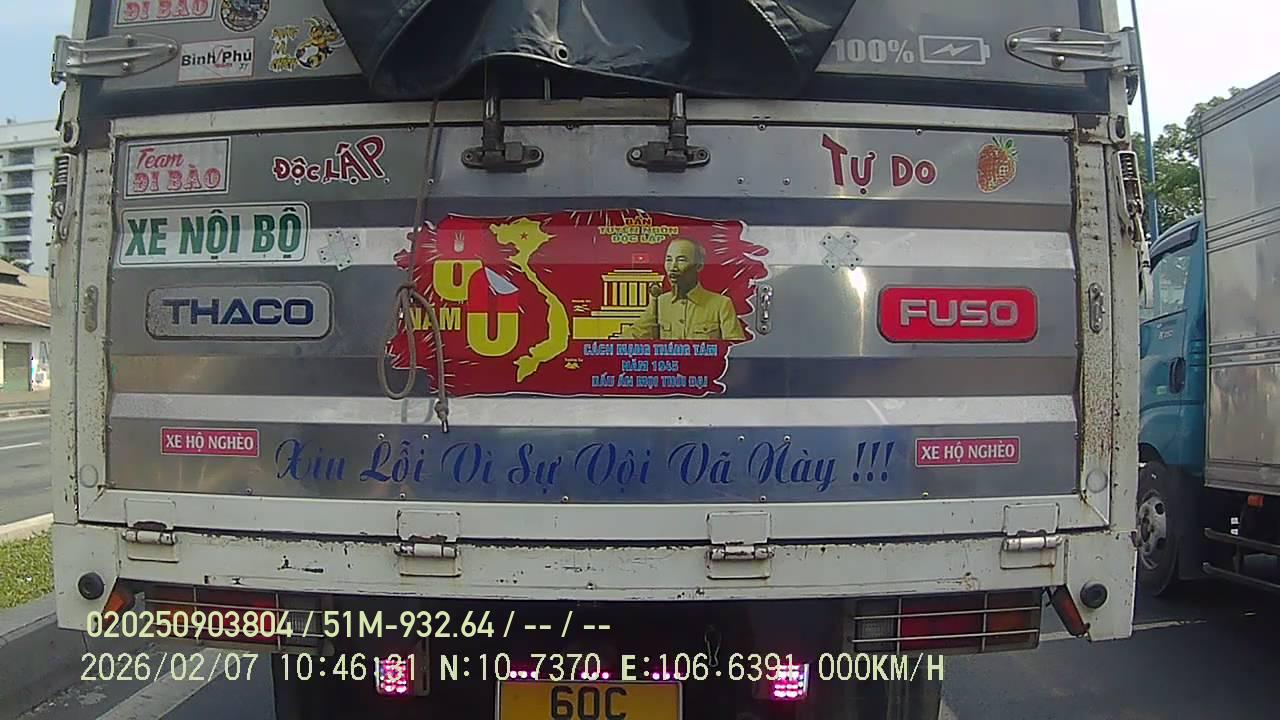 ĐI BÃO
Bình Phú
100%
Team
ĐI BÃO
ĐỘC LẬP
TỰ DO
XE NỘI BỘ
BẢN
TUYÊN NGÔN
ĐỘC LẬP
80
NĂM
THACO
FUSO
CÁCH MẠNG THÁNG TÁM
NĂM 1945
DẤU ẤN MỌI THỜI ĐẠI
XE HỘ NGHÈO
Xin Lỗi Vì Sự Vội Vã Này !!!
XE HỘ NGHÈO
020250903804 / 51M-932.64 / -- / --
2026/02/07 10:46:31 N:10.7370 E:106.6391 000KM/H
60C